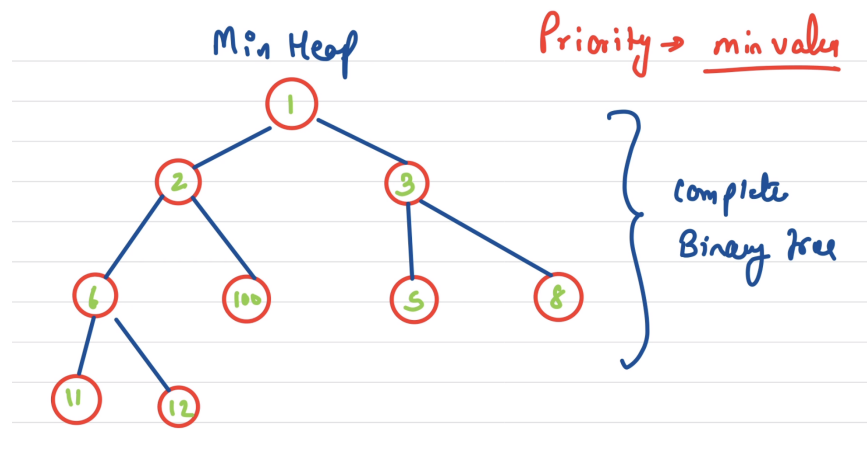 Min Heap
Priority → min value
1
2
3
6
100
5
8
11
12
Complete
Binary Tree